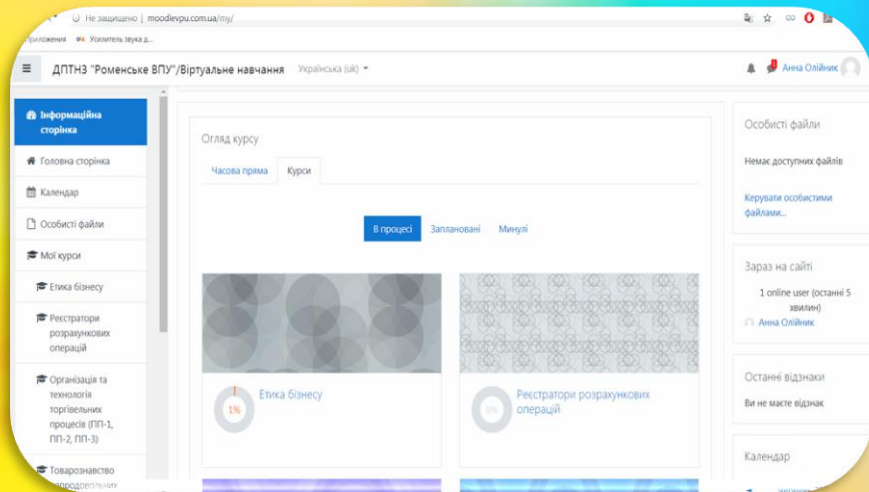 Не защищено | moodlevpu.com.ua/my/
Приложения Усилитель звука д...
ДПТНЗ "Роменське ВПУ"/Віртуальне навчання Українська (uk)
Анна Олійник
Інформаційна
сторінка
Головна сторінка
Календар
Особисті файли
Мої курси
Етика бізнесу
Реєстратори
розрахункових
операцій
Організація та
технологія
торгівельних
процесів (ПП-1,
ПП-2, ПП-3)
Товарознавство
Огляд курсу
Часова пряма Курси
В процесі Заплановані Минулі
1% Етика бізнесу
0% Реєстратори розрахункових
операцій
Особисті файли
Немає доступних файлів
Керувати особистими
файлами...
Зараз на сайті
1 online user (останні 5
хвилин)
Анна Олійник
Останні відзнаки
Ви не маєте відзнак
Календар